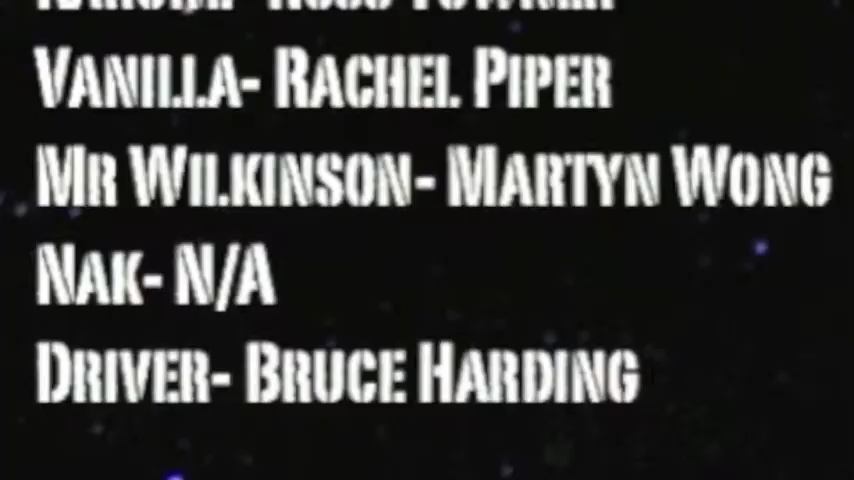 Vanilla- Rachel Piper
Mr Wilkinson- Martyn Wong
Nak- N/A
Driver- Bruce Harding